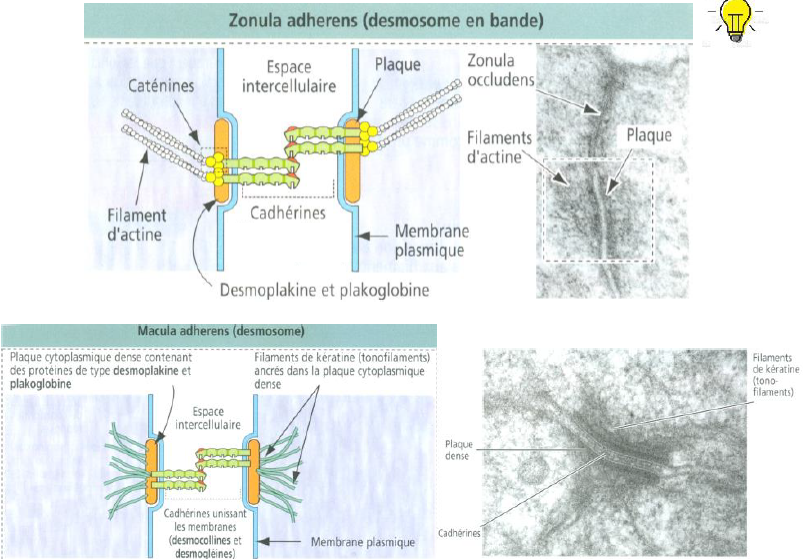 Zonula adherens (desmosome en bande)
Caténines
Espace
intercellulaire
Plaque
Zonula
occludens
Filaments
d'actine
Plaque
Filament
d'actine
Cadhérines
Membrane
plasmique
Desmoplakine et plakoglobine
Macula adherens (desmosome)
Plaque cytoplasmique dense contenant
des protéines de type desmoplakine et
plakoglobine
Filaments de kératine (tonofilaments)
ancrés dans la plaque cytoplasmique
dense
Espace
intercellulaire
Cadhérines unissant
les membranes
(desmocollines et
desmogléines)
Membrane plasmique
Filaments
de kératine
(tono-
filaments)
Plaque
dense
Cadhérines